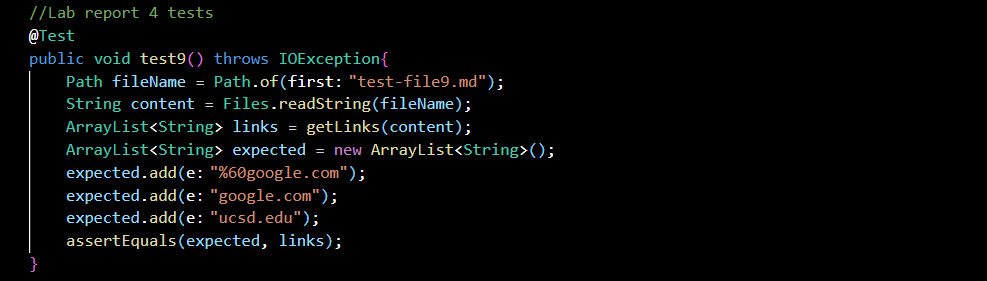 //Lab report 4 tests
@Test
public void test9() throws IOException{
Path fileName = Path.of(first: "test-file9.md");
String content = Files.readString(fileName);
ArrayList<String> links = getLinks(content);
ArrayList<String> expected = new ArrayList<String>();
expected.add(e: "%60google.com");
expected.add(e: "google.com");
expected.add(e: "ucsd.edu");
assertEquals(expected, links);
}